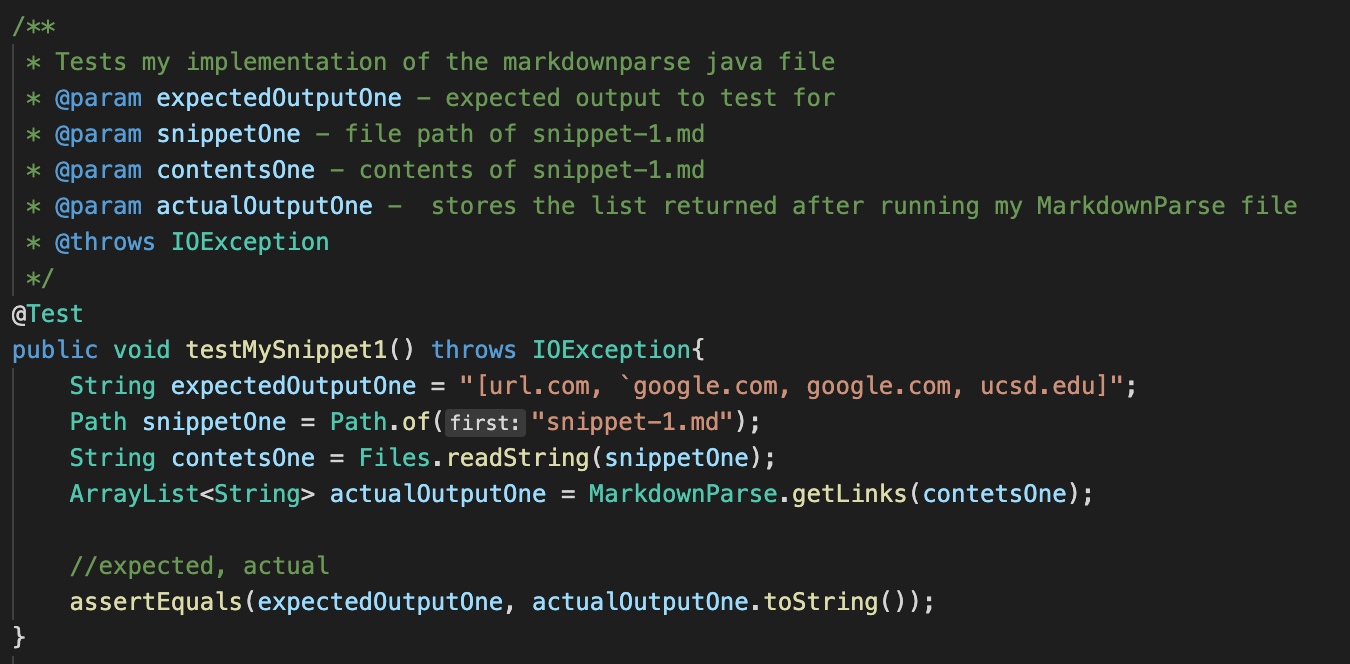 /**
* Tests my implementation of the markdownparse java file
* @param expectedOutputOne – expected output to test for
* @param snippetOne – file path of snippet-1.md
* @param contentsOne – contents of snippet-1.md
* @param actualOutputOne –  stores the list returned after running my MarkdownParse file
* @throws IOException
*/
@Test
public void testMySnippet1() throws IOException{
String expectedOutputOne = "[url.com, `google.com, google.com, ucsd.edu]";
Path snippetOne = Path.of(first: "snippet-1.md");
String contetsOne = Files.readString(snippetOne);
ArrayList<String> actualOutputOne = MarkdownParse.getLinks(contetsOne);
//expected, actual
assertEquals(expectedOutputOne, actualOutputOne.toString());
}